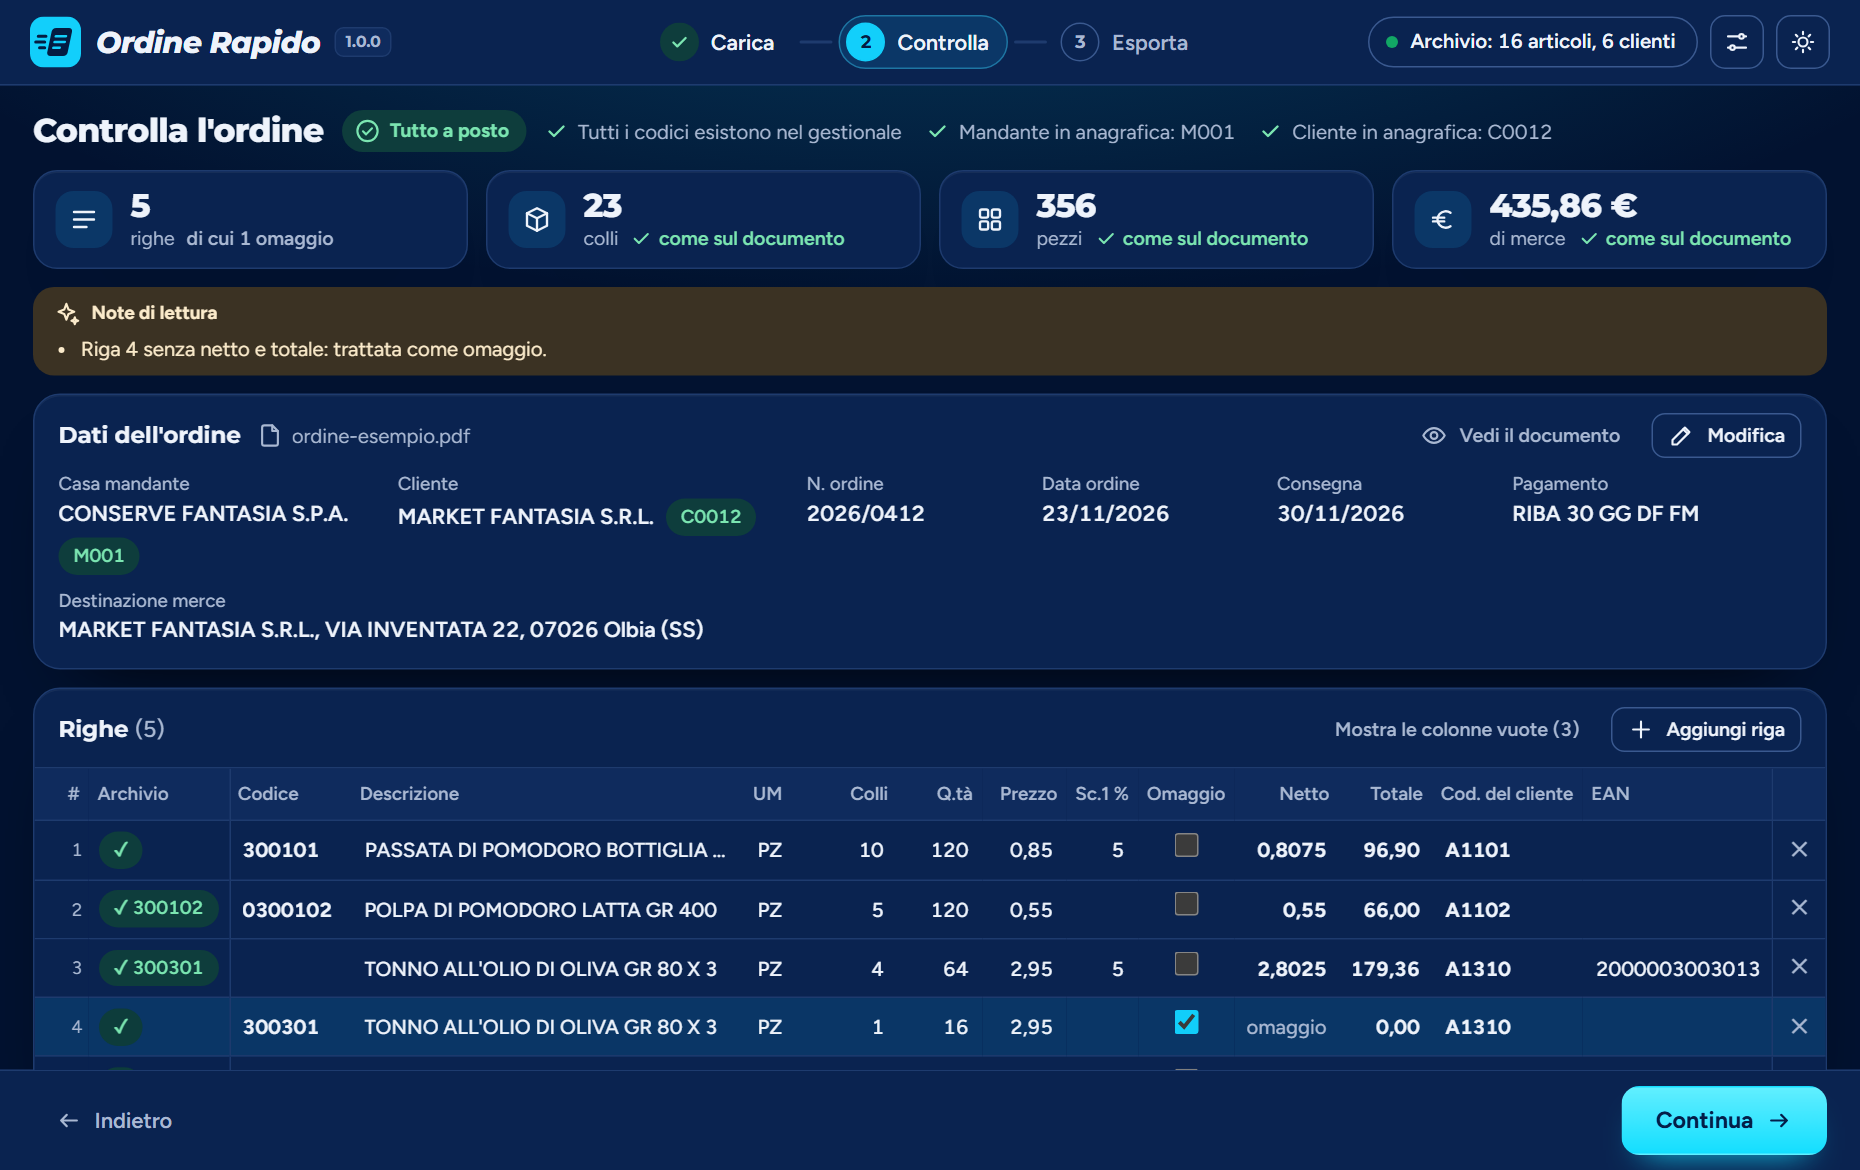 Ordine Rapido 1.0.0
Carica
2 Controlla
3 Esporta
Archivio: 16 articoli, 6 clienti
Controlla l'ordine
Tutto a posto
Tutti i codici esistono nel gestionale
Mandante in anagrafica: M001
Cliente in anagrafica: C0012
5
righe di cui 1 omaggio
23
colli ✓ come sul documento
356
pezzi ✓ come sul documento
435,86 €
di merce ✓ come sul documento
Note di lettura
• Riga 4 senza netto e totale: trattata come omaggio.
Dati dell'ordine
ordine-esempio.pdf
Vedi il documento
Modifica
Casa mandante
CONSERVE FANTASIA S.P.A.
M001
Cliente
MARKET FANTASIA S.R.L. C0012
N. ordine
2026/0412
Data ordine
23/11/2026
Consegna
30/11/2026
Pagamento
RIBA 30 GG DF FM
Destinazione merce
MARKET FANTASIA S.R.L., VIA INVENTATA 22, 07026 Olbia (SS)
Righe (5)
Mostra le colonne vuote (3)
Aggiungi riga
# Archivio Codice Descrizione UM Colli Q.tà Prezzo Sc.1 % Omaggio Netto Totale Cod. del cliente EAN
1 ✓ 300101 PASSATA DI POMODORO BOTTIGLIA ... PZ 10 120 0,85 5 0,8075 96,90 A1101
2 ✓ 300102 0300102 POLPA DI POMODORO LATTA GR 400 PZ 5 120 0,55 0,55 66,00 A1102
3 ✓ 300301 TONNO ALL'OLIO DI OLIVA GR 80 X 3 PZ 4 64 2,95 5 2,8025 179,36 A1310 2000003003013
4 ✓ 300301 TONNO ALL'OLIO DI OLIVA GR 80 X 3 PZ 1 16 2,95 omaggio 0,00 A1310
← Indietro
Continua →